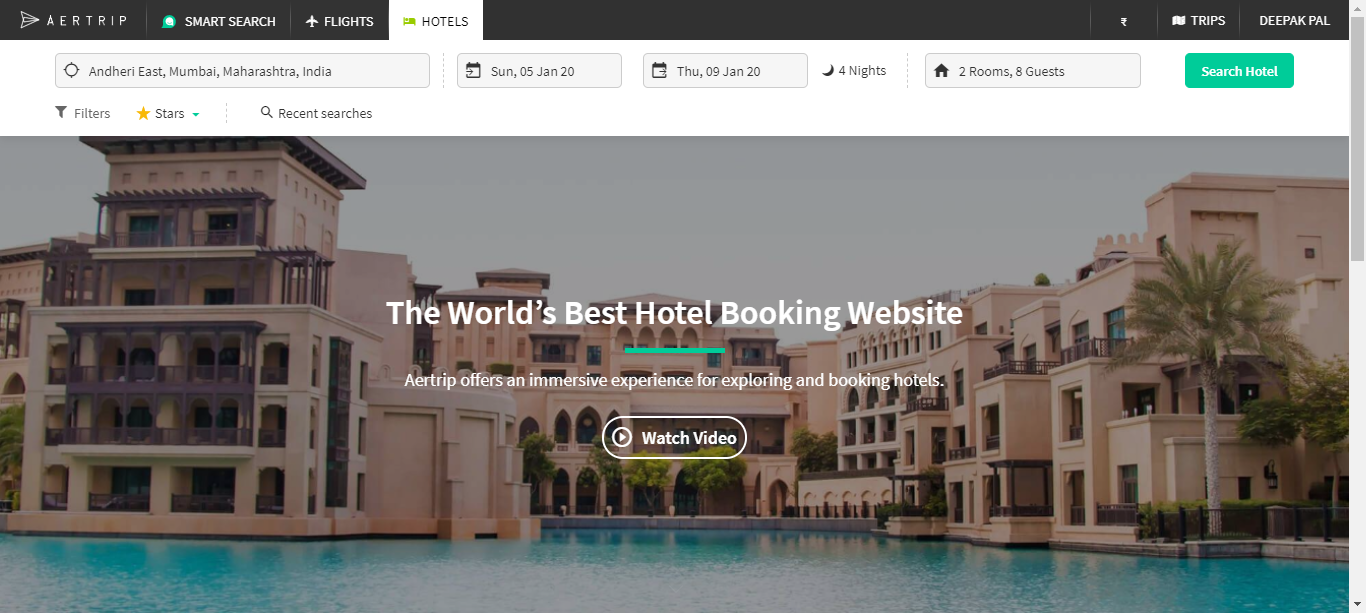 AERTRIP
SMART SEARCH
FLIGHTS
HOTELS
₹
TRIPS
DEEPAK PAL
Andheri East, Mumbai, Maharashtra, India
Sun, 05 Jan 20
Thu, 09 Jan 20
4 Nights
2 Rooms, 8 Guests
Search Hotel
Filters
Stars
Recent searches
The World’s Best Hotel Booking Website
Aertrip offers an immersive experience for exploring and booking hotels.
Watch Video